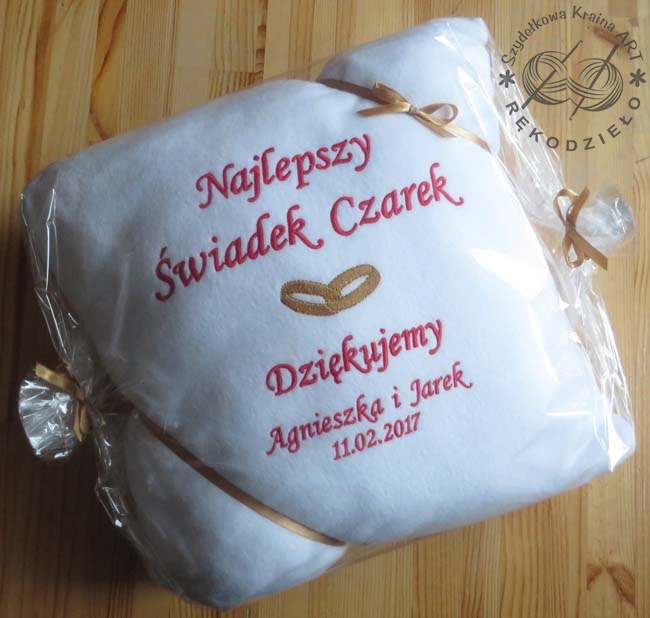 Szydełkowa Kraina ART
* RĘKODZIEŁO *
Najlepszy
Świadek Czarek
Dziękujemy
Agnieszka i Jarek
11.02.2017